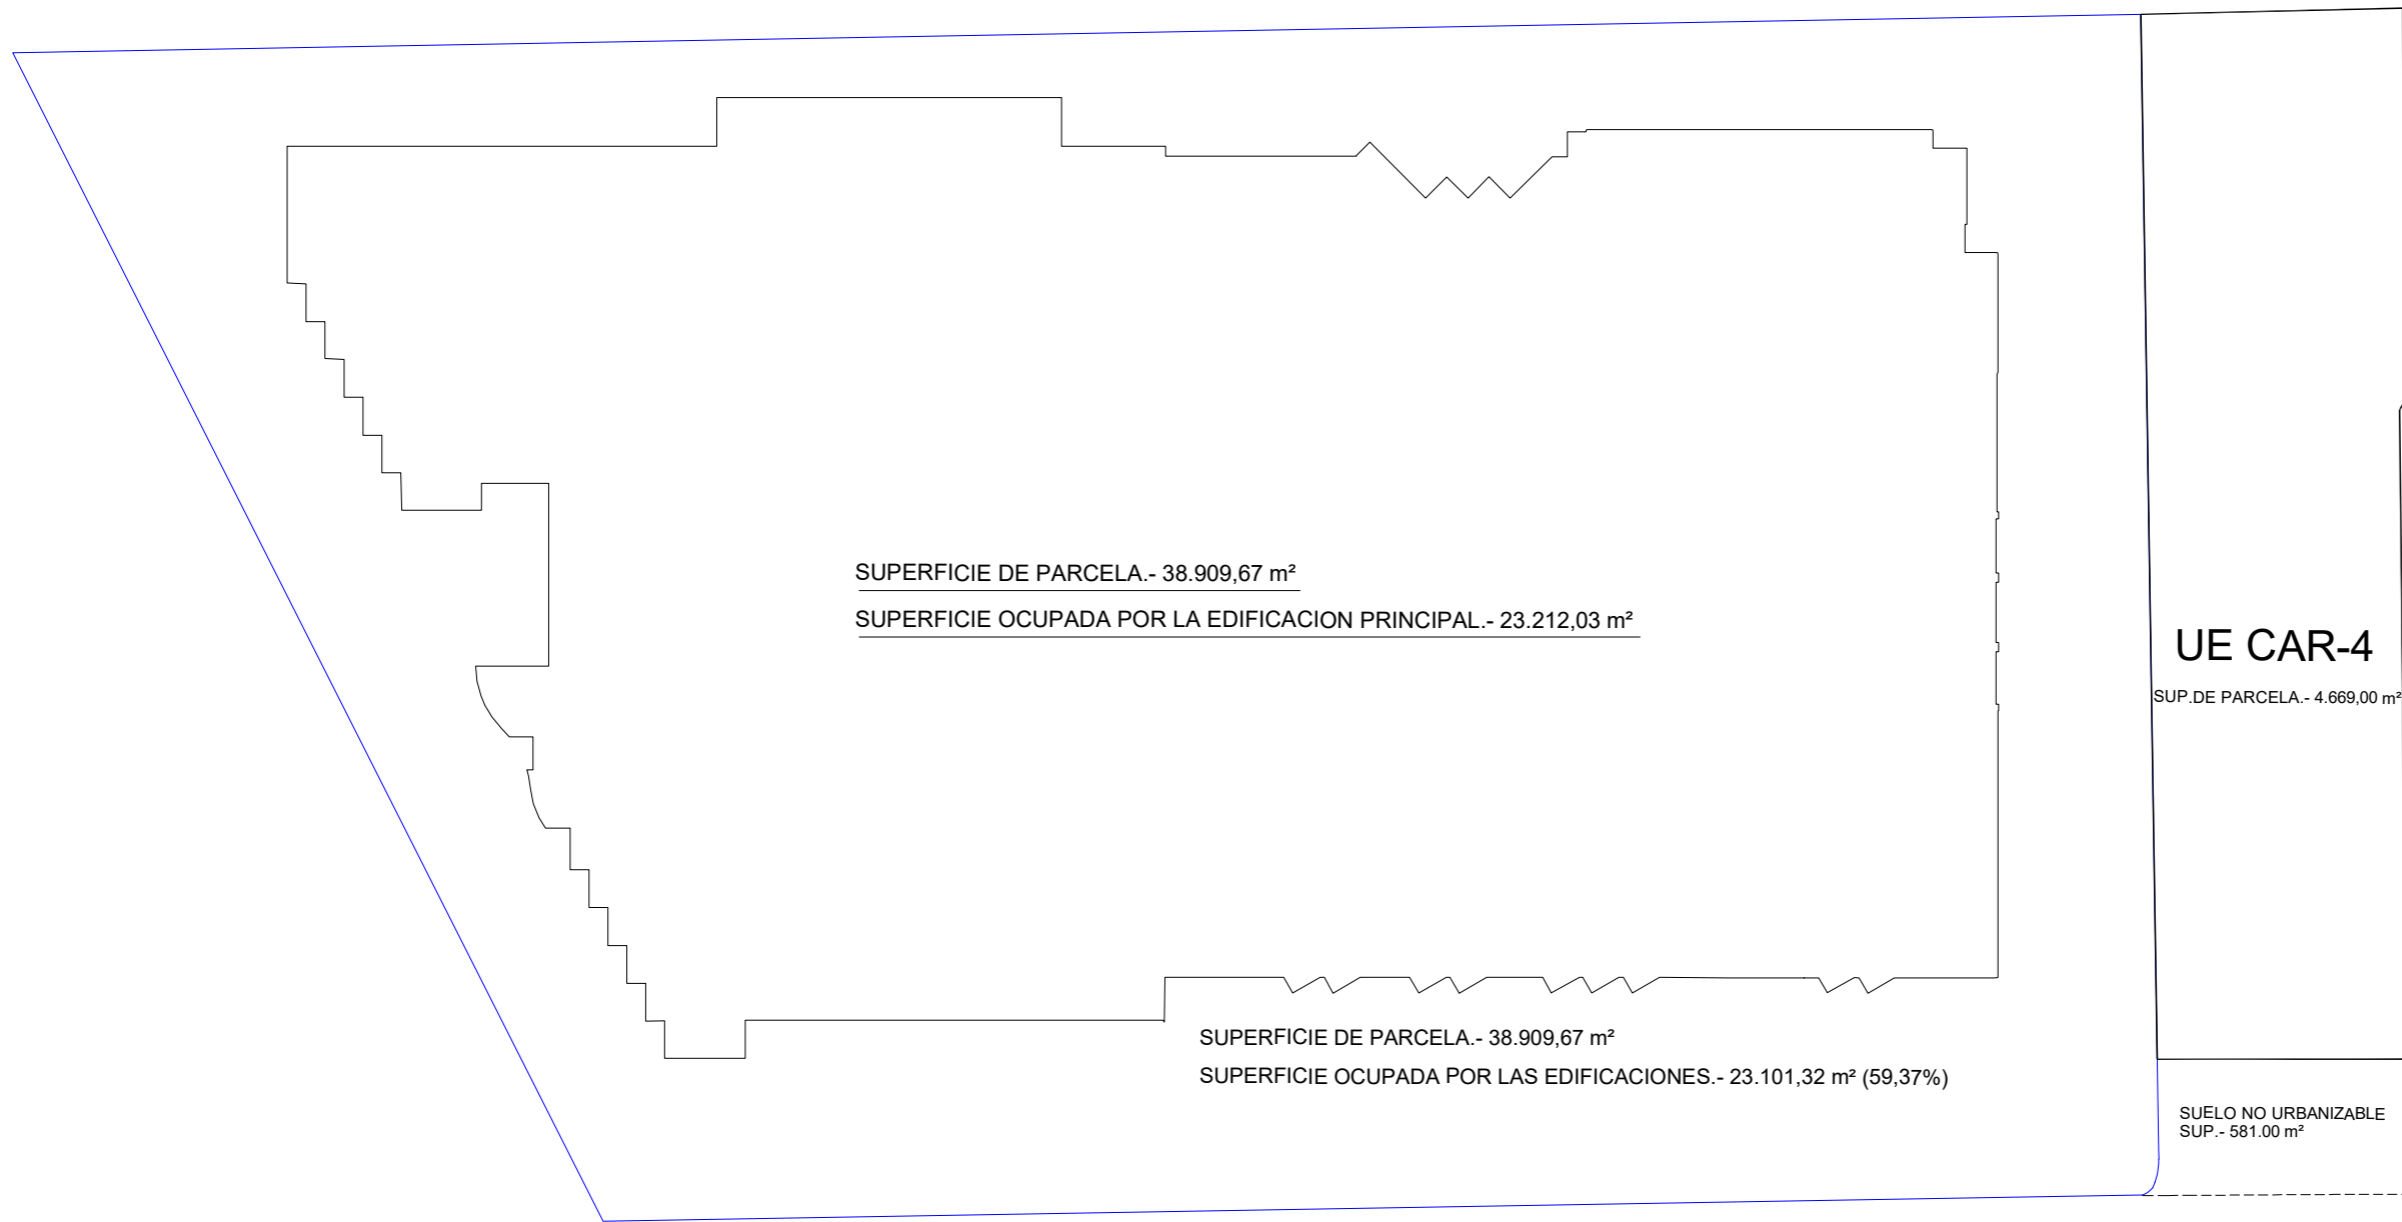 SUPERFICIE DE PARCELA.- 38.909,67 m²
SUPERFICIE OCUPADA POR LA EDIFICACION PRINCIPAL.- 23.212,03 m²
UE CAR-4
SUP.DE PARCELA.- 4.669,00 m²
SUPERFICIE DE PARCELA.- 38.909,67 m²
SUPERFICIE OCUPADA POR LAS EDIFICACIONES.- 23.101,32 m² (59,37%)
SUELO NO URBANIZABLE
SUP.- 581.00 m²